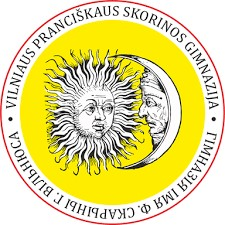 VILNIAUS PRANCIŠKAUS SKORINOS GIMNAZIJA
ГІМНАЗІЯ ІМЯ Ф. СКАРЫНЫ Г. ВІЛЬНЮСА